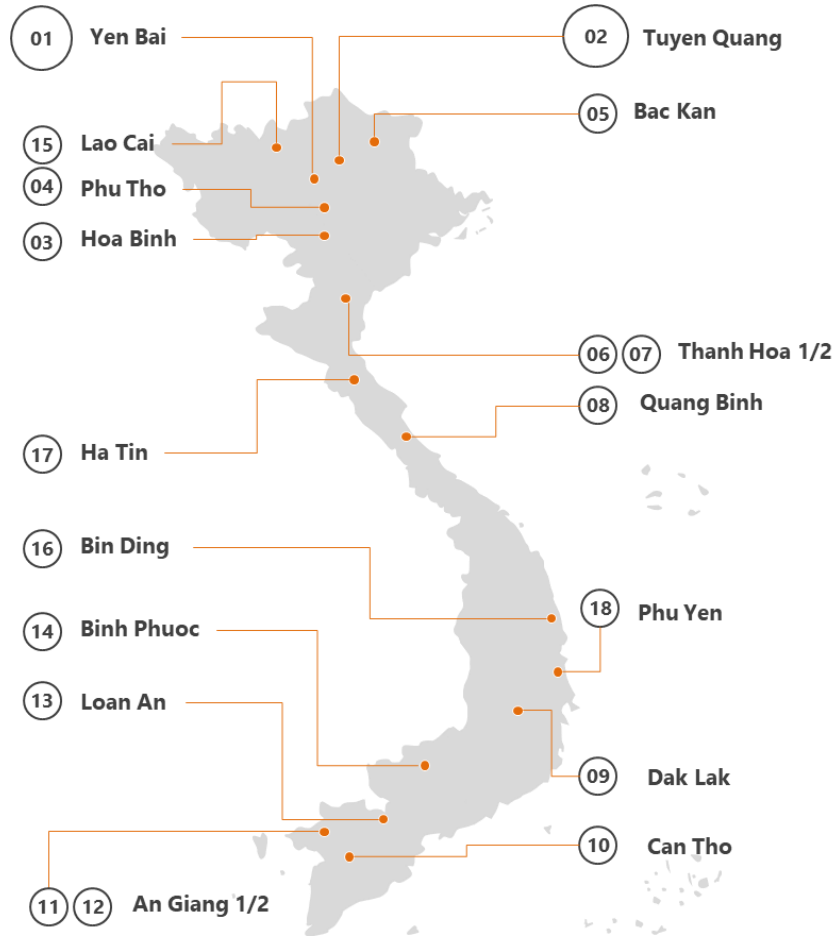 01 Yen Bai
02 Tuyen Quang
05 Bac Kan
15 Lao Cai
04 Phu Tho
03 Hoa Binh
06 07 Thanh Hoa 1/2
08 Quang Binh
17 Ha Tin
16 Bin Ding
18 Phu Yen
14 Binh Phuoc
13 Loan An
09 Dak Lak
10 Can Tho
11 12 An Giang 1/2